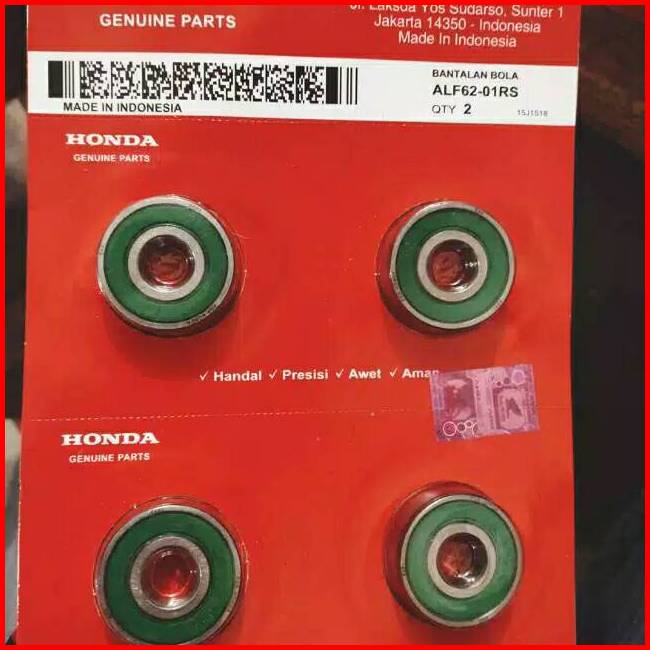 GENUINE PARTS
Jl. Laksda Yos Sudarso, Sunter 1
Jakarta 14350 - Indonesia
Made In Indonesia
MADE IN INDONESIA
BANTALAN BOLA
ALF62-01RS
QTY 2
15J1518
HONDA
GENUINE PARTS
✓ Handal ✓ Presisi ✓ Awet ✓ Aman
HONDA
GENUINE PARTS